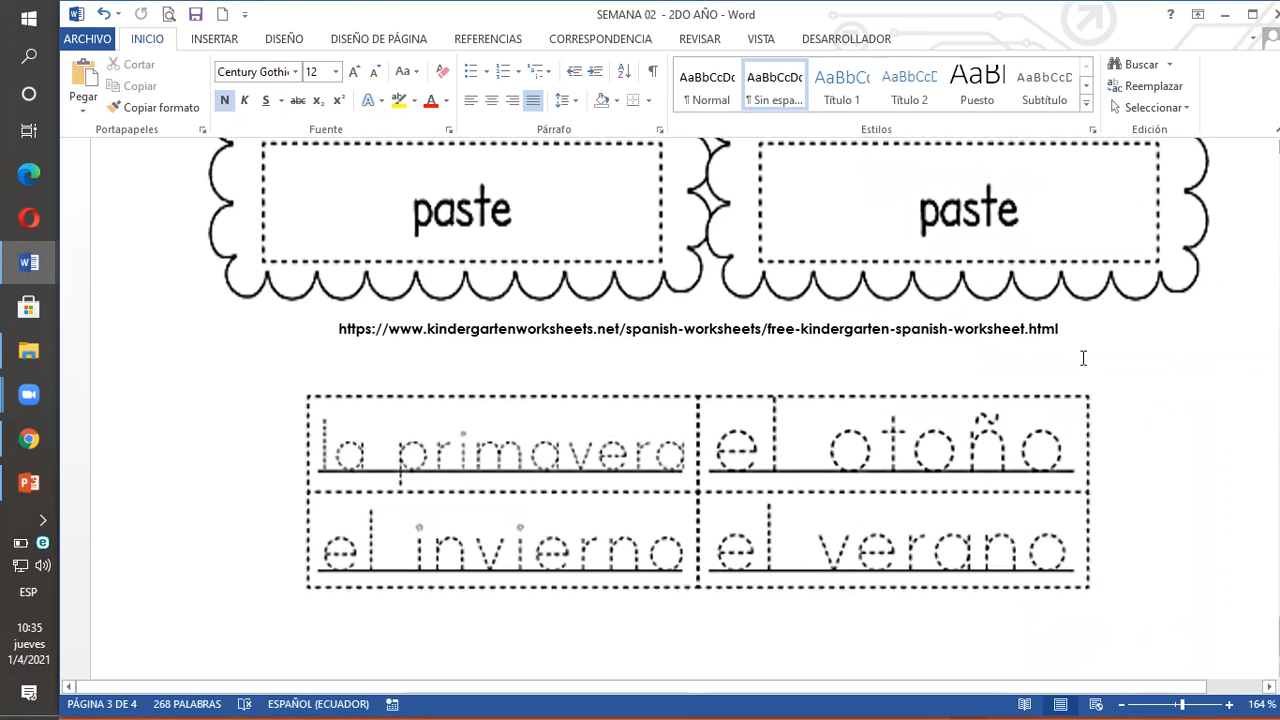 SEMANA 02 - 2DO AÑO - Word
ARCHIVO INICIO INSERTAR DISEÑO DISEÑO DE PÁGINA REFERENCIAS CORRESPONDENCIA REVISAR VISTA DESARROLLADOR
Pegar
Cortar
Copiar
Copiar formato
Portapapeles
Century Gothi 12
N K S abc x₂ x²
Fuente
Párrafo
AaBbCcDc AaBbCcDc AaBbCc AaBbCcD AaBl AaBbCcD
¶ Normal ¶ Sin espa... Título 1 Título 2 Puesto Subtítulo
Estilos
Buscar
Reemplazar
Seleccionar
Edición
paste paste
https://www.kindergartenworksheets.net/spanish-worksheets/free-kindergarten-spanish-worksheet.html
la primavera el otoño
el invierno el verano
ESP
10:35
jueves
1/4/2021
PÁGINA 3 DE 4 268 PALABRAS ESPAÑOL (ECUADOR) 164 %